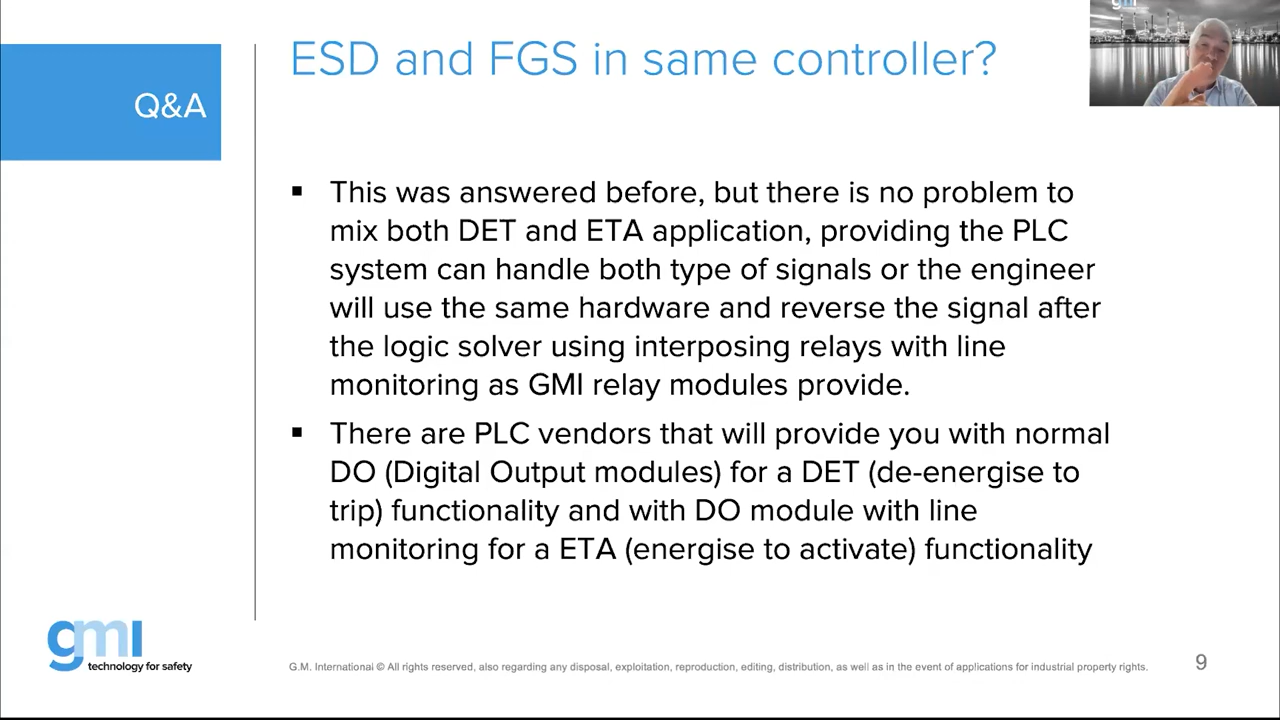 gmi
ESD and FGS in same controller?
Q&A
▪ This was answered before, but there is no problem to
mix both DET and ETA application, providing the PLC
system can handle both type of signals or the engineer
will use the same hardware and reverse the signal after
the logic solver using interposing relays with line
monitoring as GMI relay modules provide.
▪ There are PLC vendors that will provide you with normal
DO (Digital Output modules) for a DET (de-energise to
trip) functionality and with DO module with line
monitoring for a ETA (energise to activate) functionality
gmi
technology for safety
G.M. International © All rights reserved, also regarding any disposal, exploitation, reproduction, editing, distribution, as well as in the event of applications for industrial property rights.
9